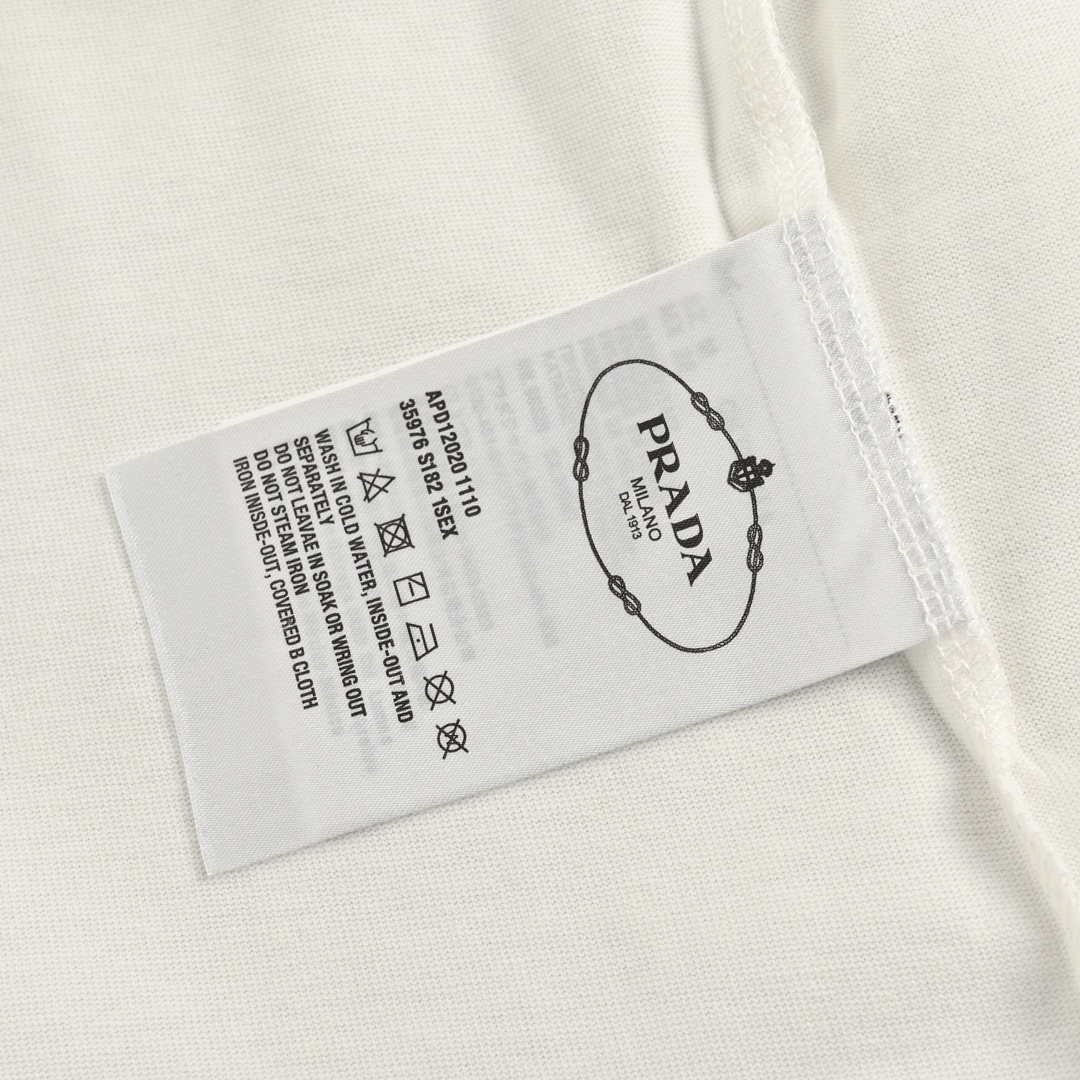 PRADA
MILANO
DAL 1913
APD12020 1110
35976 S182 1SEX
WASH IN COLD WATER, INSIDE-OUT AND
SEPARATELY
DO NOT LEAVAE IN SOAK OR WRING OUT
DO NOT STEAM IRON
IRON INISDE-OUT, COVERED B CLOTH